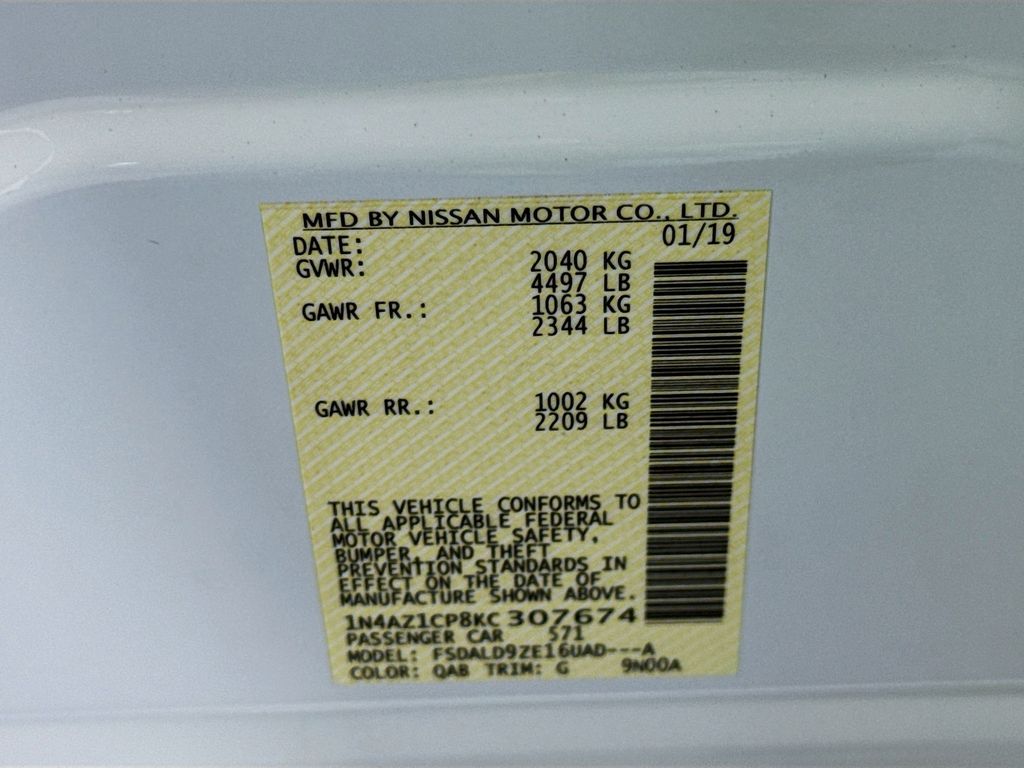 MFD BY NISSAN MOTOR CO., LTD.
DATE: 01/19
GVWR: 2040 KG
4497 LB
GAWR FR.: 1063 KG
2344 LB
GAWR RR.: 1002 KG
2209 LB
THIS VEHICLE CONFORMS TO
ALL APPLICABLE FEDERAL
MOTOR VEHICLE SAFETY,
BUMPER, AND THEFT
PREVENTION STANDARDS IN
EFFECT ON THE DATE OF
MANUFACTURE SHOWN ABOVE.
1N4AZ1CP8KC 307674
PASSENGER CAR 571
MODEL: FSDALD9ZE16UAD---A
COLOR: QAB TRIM: G 9N00A